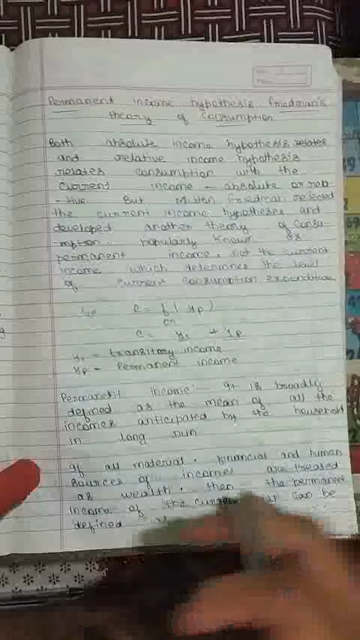 Permanent income hypothesis Friedman's
theory of Consumption
Both absolute income hypothesis relates
and relative income hypothesis
relates consumption with the
current income - absolute or rela
-tive But Milton Friedman rejected
the current income hypotheses and
developed another theory of consu-
mption popularly known as
permanent income, not the current
income which determines the level
of current consumption expenditure
c = f( yp)
or
c = yt + yp
yt = transitory income
yp = Permanent income
Permanent income: It is broadly
defined as the mean of all the
incomes anticipated by the household
in long run
If all material, financial and human
sources of income are treated
as wealth, then the permanent
income of the can be
defined